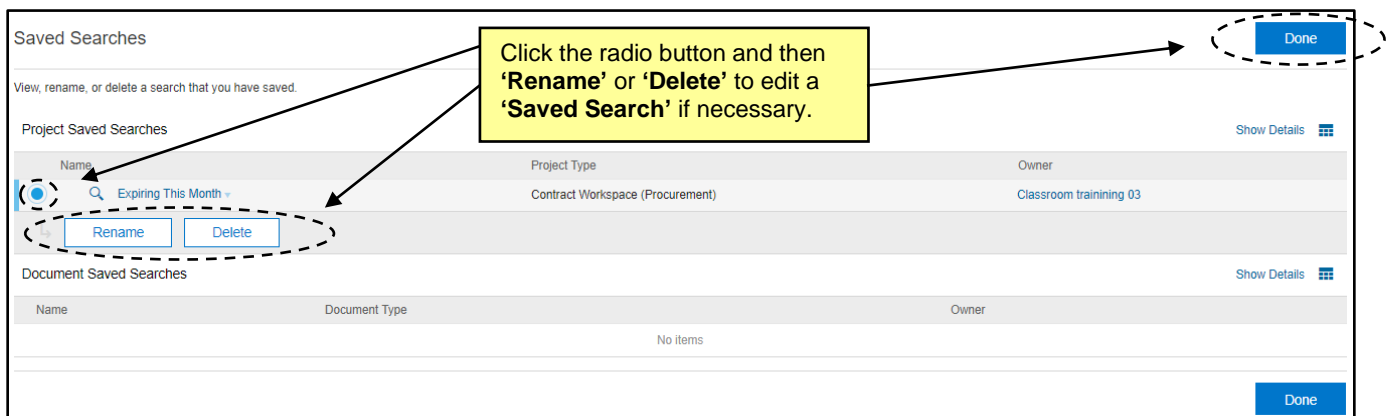 Saved Searches
Done
Click the radio button and then
‘Rename’ or ‘Delete’ to edit a
‘Saved Search’ if necessary.
View, rename, or delete a search that you have saved.
Project Saved Searches
Show Details
Name Project Type Owner
Expiring This Month Contract Workspace (Procurement) Classroom trainining 03
Rename Delete
Document Saved Searches
Show Details
Name Document Type Owner
No items
Done